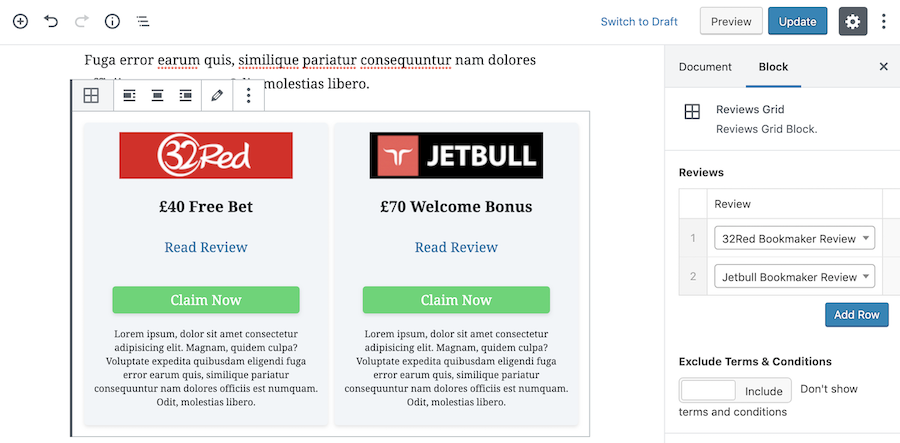 Switch to Draft
Preview
Update
Fuga error earum quis, similique pariatur consequuntur nam dolores
molestias libero.
32Red
£40 Free Bet
Read Review
Claim Now
Lorem ipsum, dolor sit amet consectetur
adipisicing elit. Magnam, quidem culpa?
Voluptate expedita quibusdam eligendi fuga
error earum quis, similique pariatur
consequuntur nam dolores officiis est numquam.
Odit, molestias libero.
JETBULL
£70 Welcome Bonus
Read Review
Claim Now
Lorem ipsum, dolor sit amet consectetur
adipisicing elit. Magnam, quidem culpa?
Voluptate expedita quibusdam eligendi fuga
error earum quis, similique pariatur
consequuntur nam dolores officiis est numquam.
Odit, molestias libero.
Document
Block
Reviews Grid
Reviews Grid Block.
Reviews
Review
1
32Red Bookmaker Review
2
Jetbull Bookmaker Review
Add Row
Exclude Terms & Conditions
Include
Don't show
terms and conditions